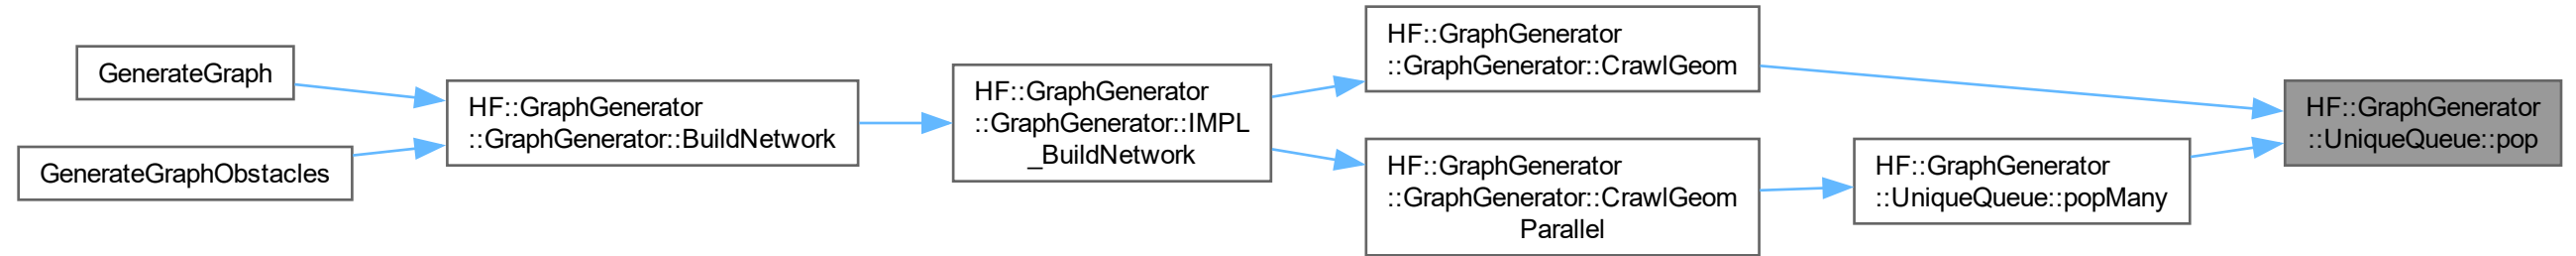 GenerateGraph
GenerateGraphObstacles
HF::GraphGenerator
::GraphGenerator::BuildNetwork
HF::GraphGenerator
::GraphGenerator::IMPL
_BuildNetwork
HF::GraphGenerator
::GraphGenerator::CrawlGeom
HF::GraphGenerator
::GraphGenerator::CrawlGeom
Parallel
HF::GraphGenerator
::UniqueQueue::popMany
HF::GraphGenerator
::UniqueQueue::pop